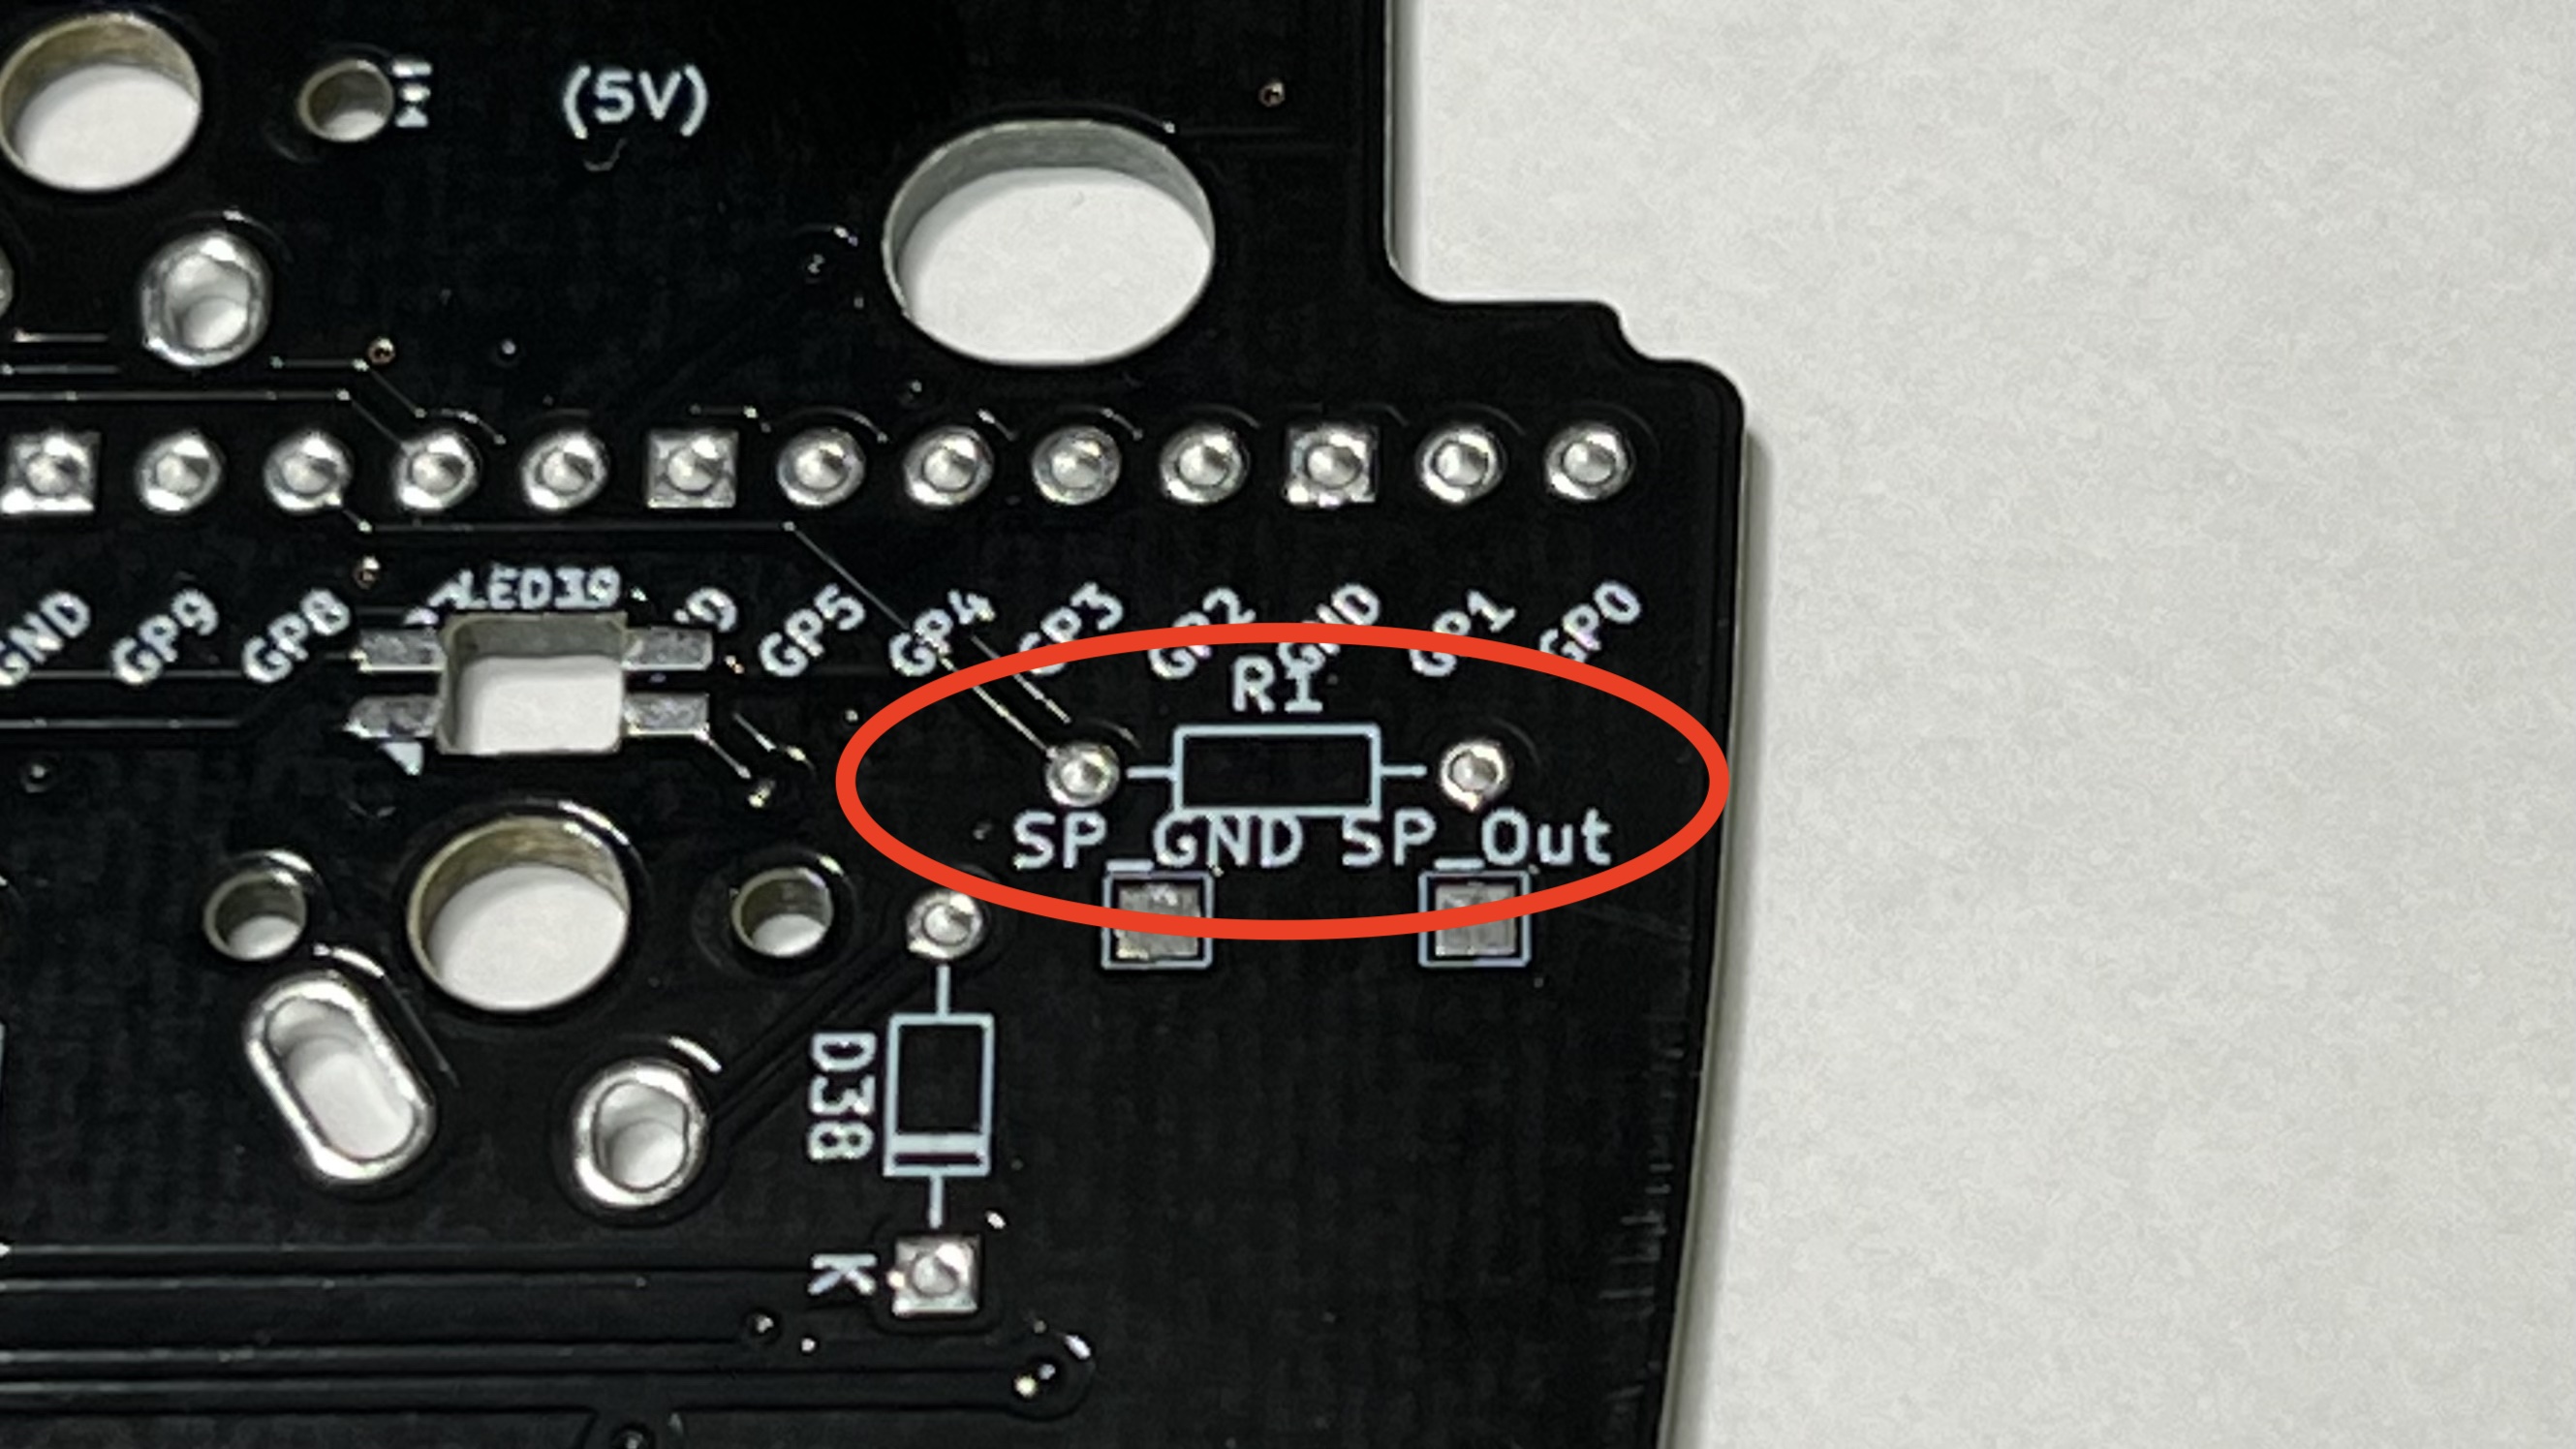 (5V)
LED39
GND GP9 GP8 GP5 GP4 GP3 GP2 GND GP1 GP0
R1
SP_GND SP_Out
D38
K